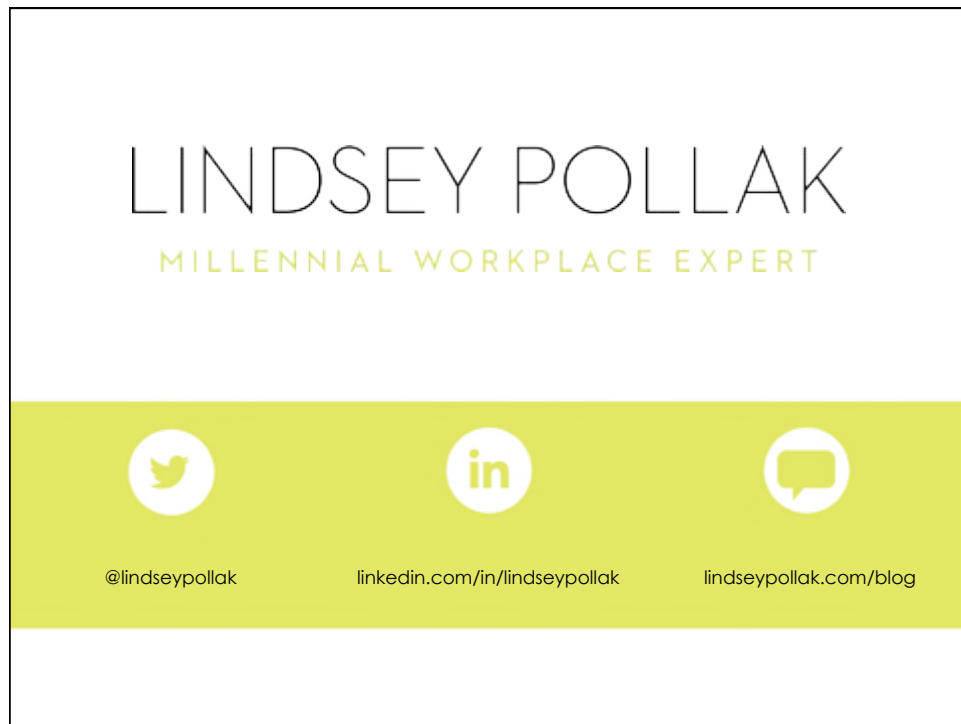 LINDSEY POLLAK
MILLENNIAL WORKPLACE EXPERT
in
@lindseypollak
linkedin.com/in/lindseypollak
lindseypollak.com/blog